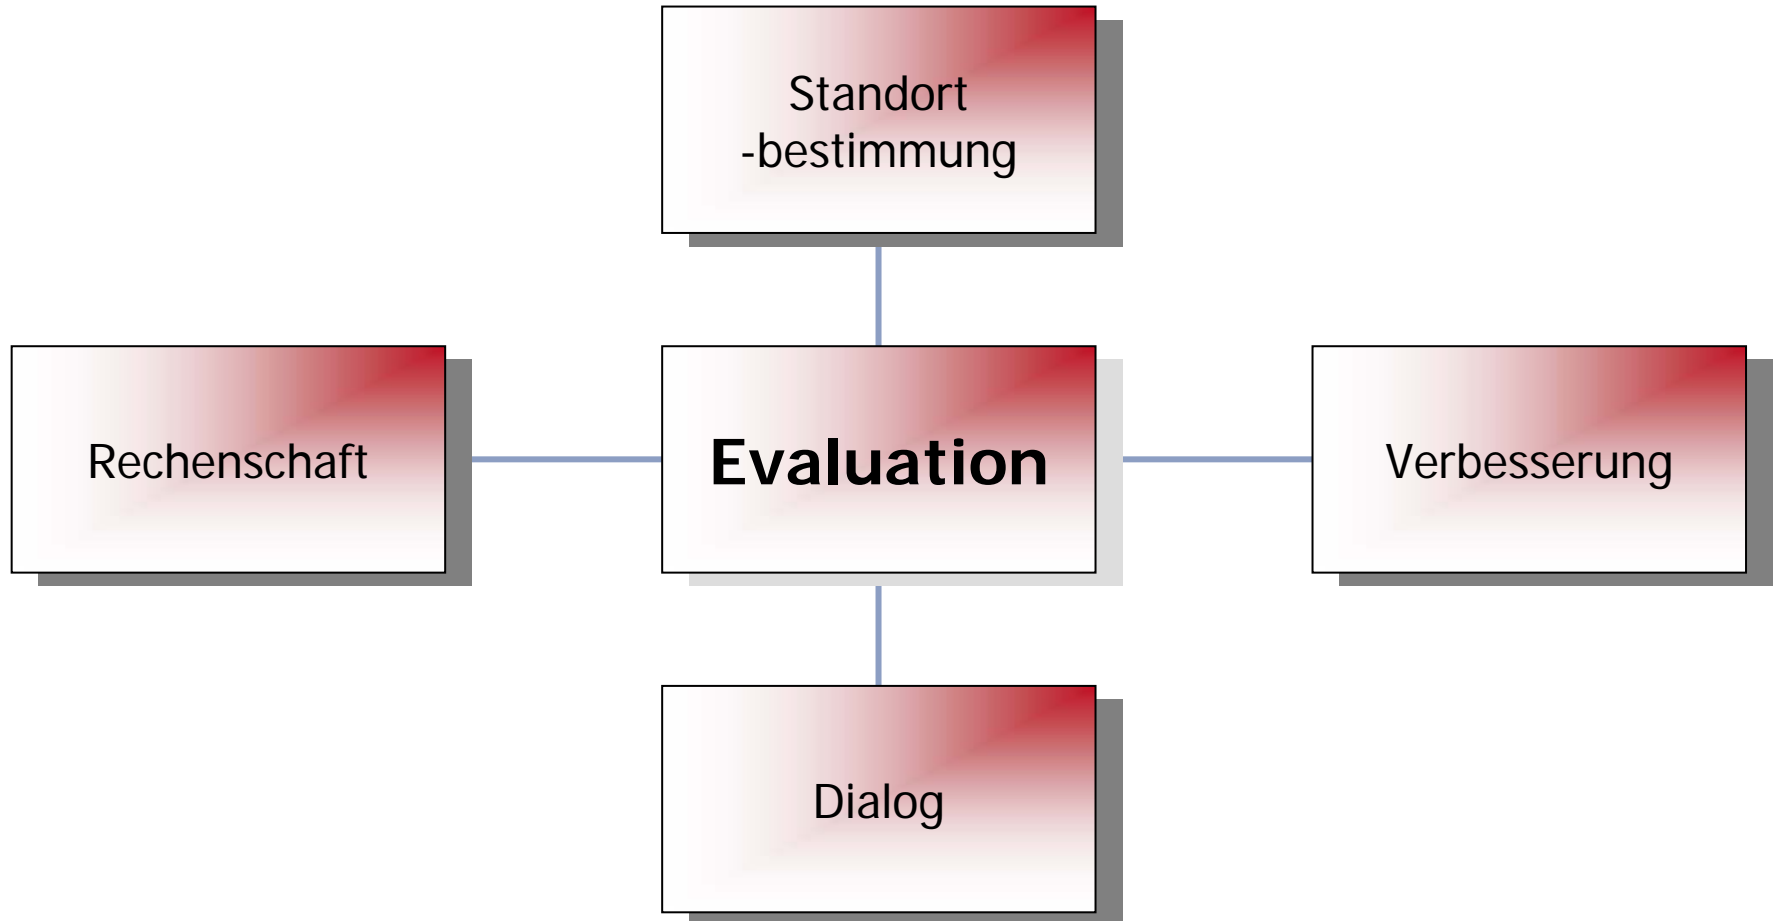 Standort
-bestimmung
Rechenschaft
Evaluation
Verbesserung
Dialog